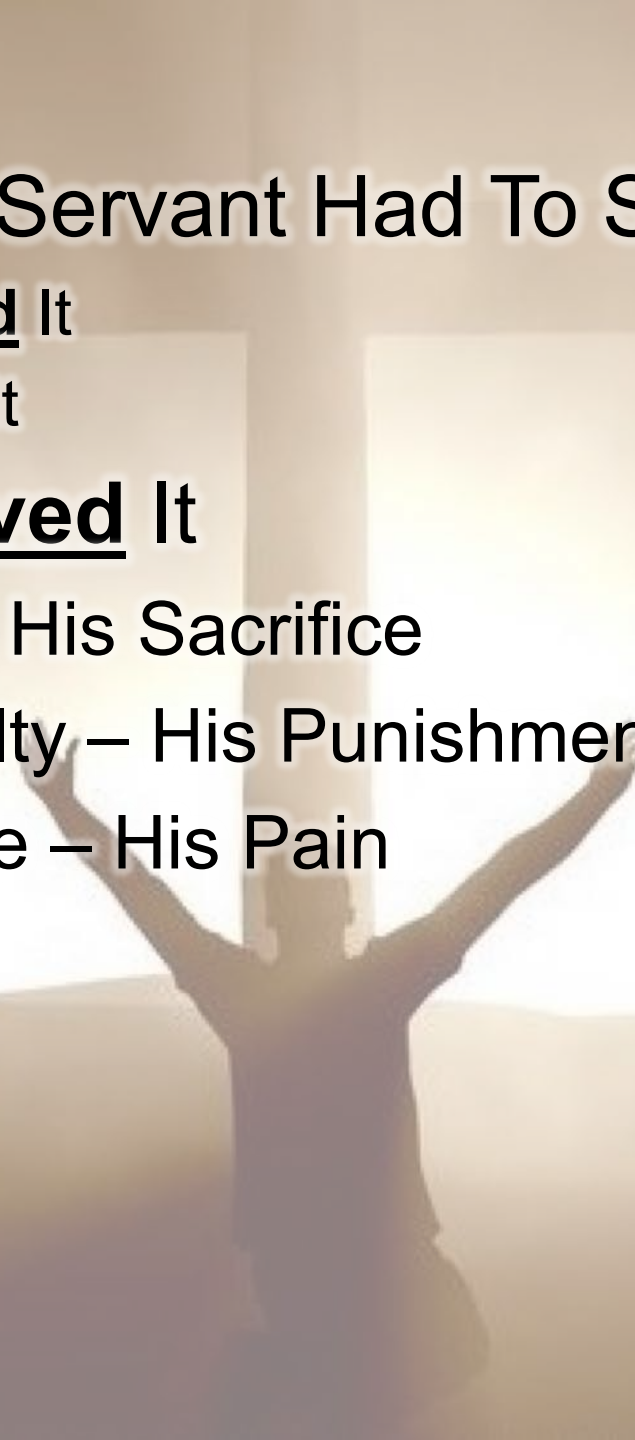 Servant Had To S
d It
t
ved It
His Sacrifice
lty – His Punishmen
e – His Pain